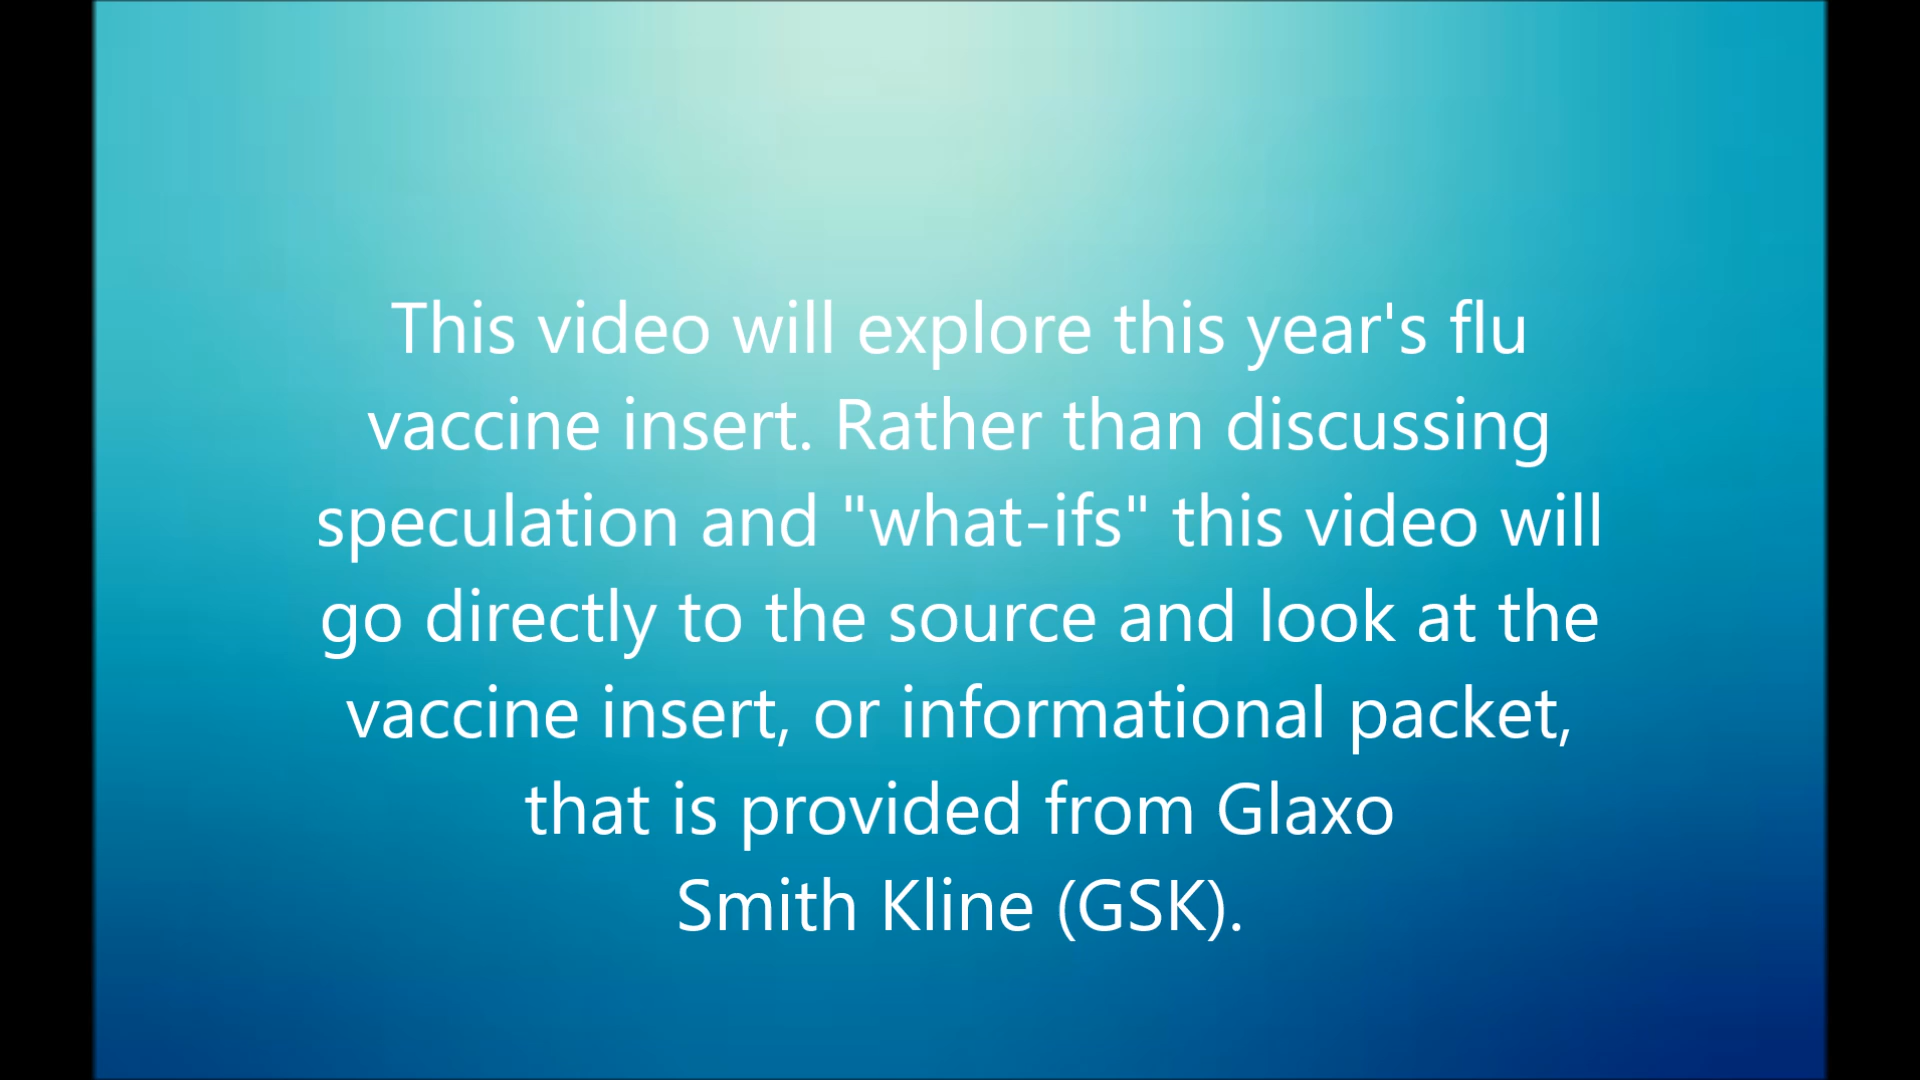 This video will explore this year's flu
vaccine insert. Rather than discussing
speculation and "what-ifs" this video will
go directly to the source and look at the
vaccine insert, or informational packet,
that is provided from Glaxo
Smith Kline (GSK).